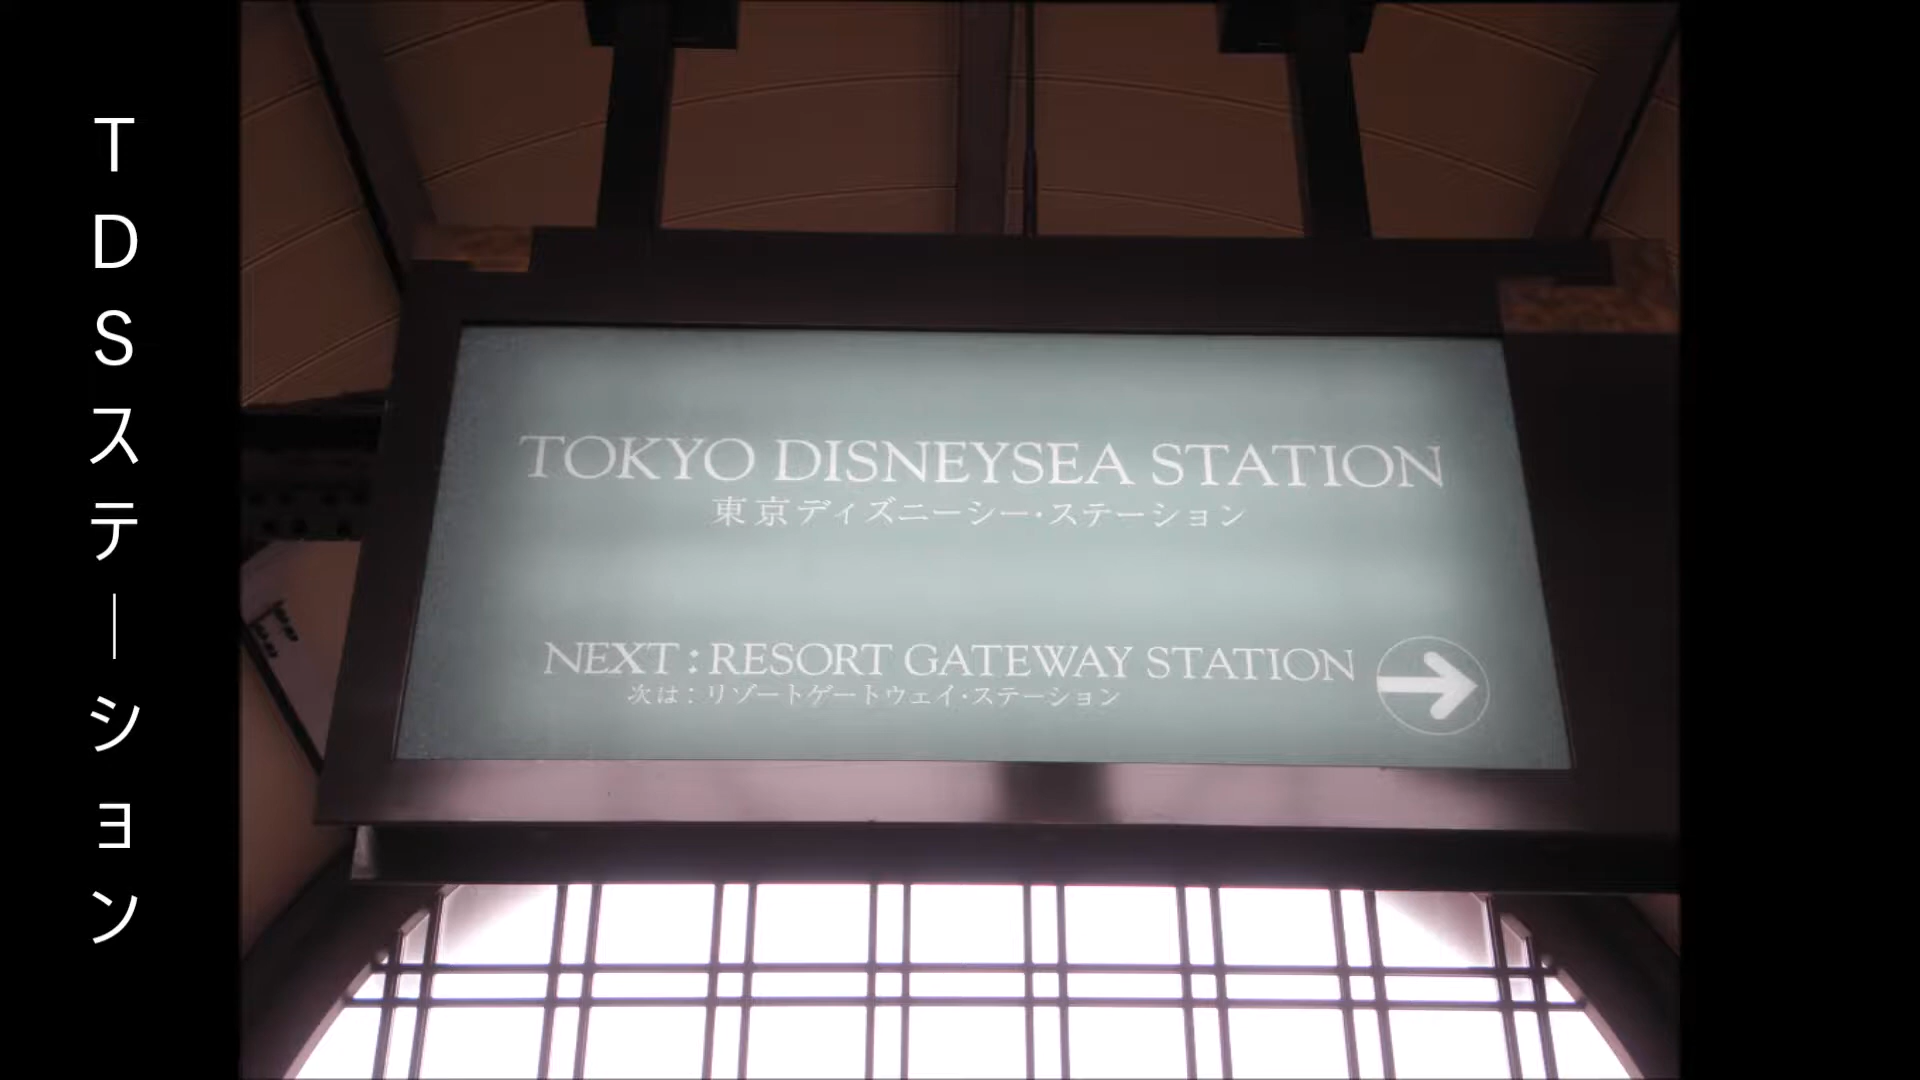 TDSステーション
TOKYO DISNEYSEA STATION
東京ディズニーシー・ステーション
NEXT : RESORT GATEWAY STATION
次は : リゾートゲートウェイ・ステーション